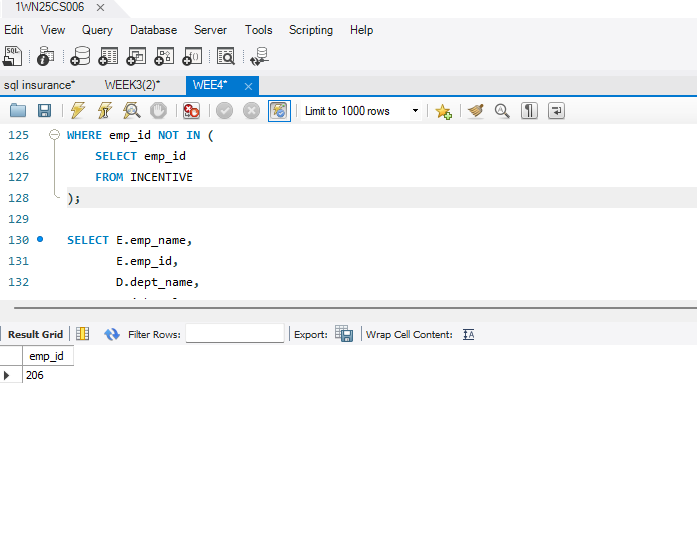 1WN25CS006
Edit View Query Database Server Tools Scripting Help
sql insurance* WEEK3(2)* WEE4*
Limit to 1000 rows
125 WHERE emp_id NOT IN (
126 SELECT emp_id
127 FROM INCENTIVE
128 );
129
130 SELECT E.emp_name,
131 E.emp_id,
132 D.dept_name,
Result Grid Filter Rows: Export: Wrap Cell Content:
emp_id
206